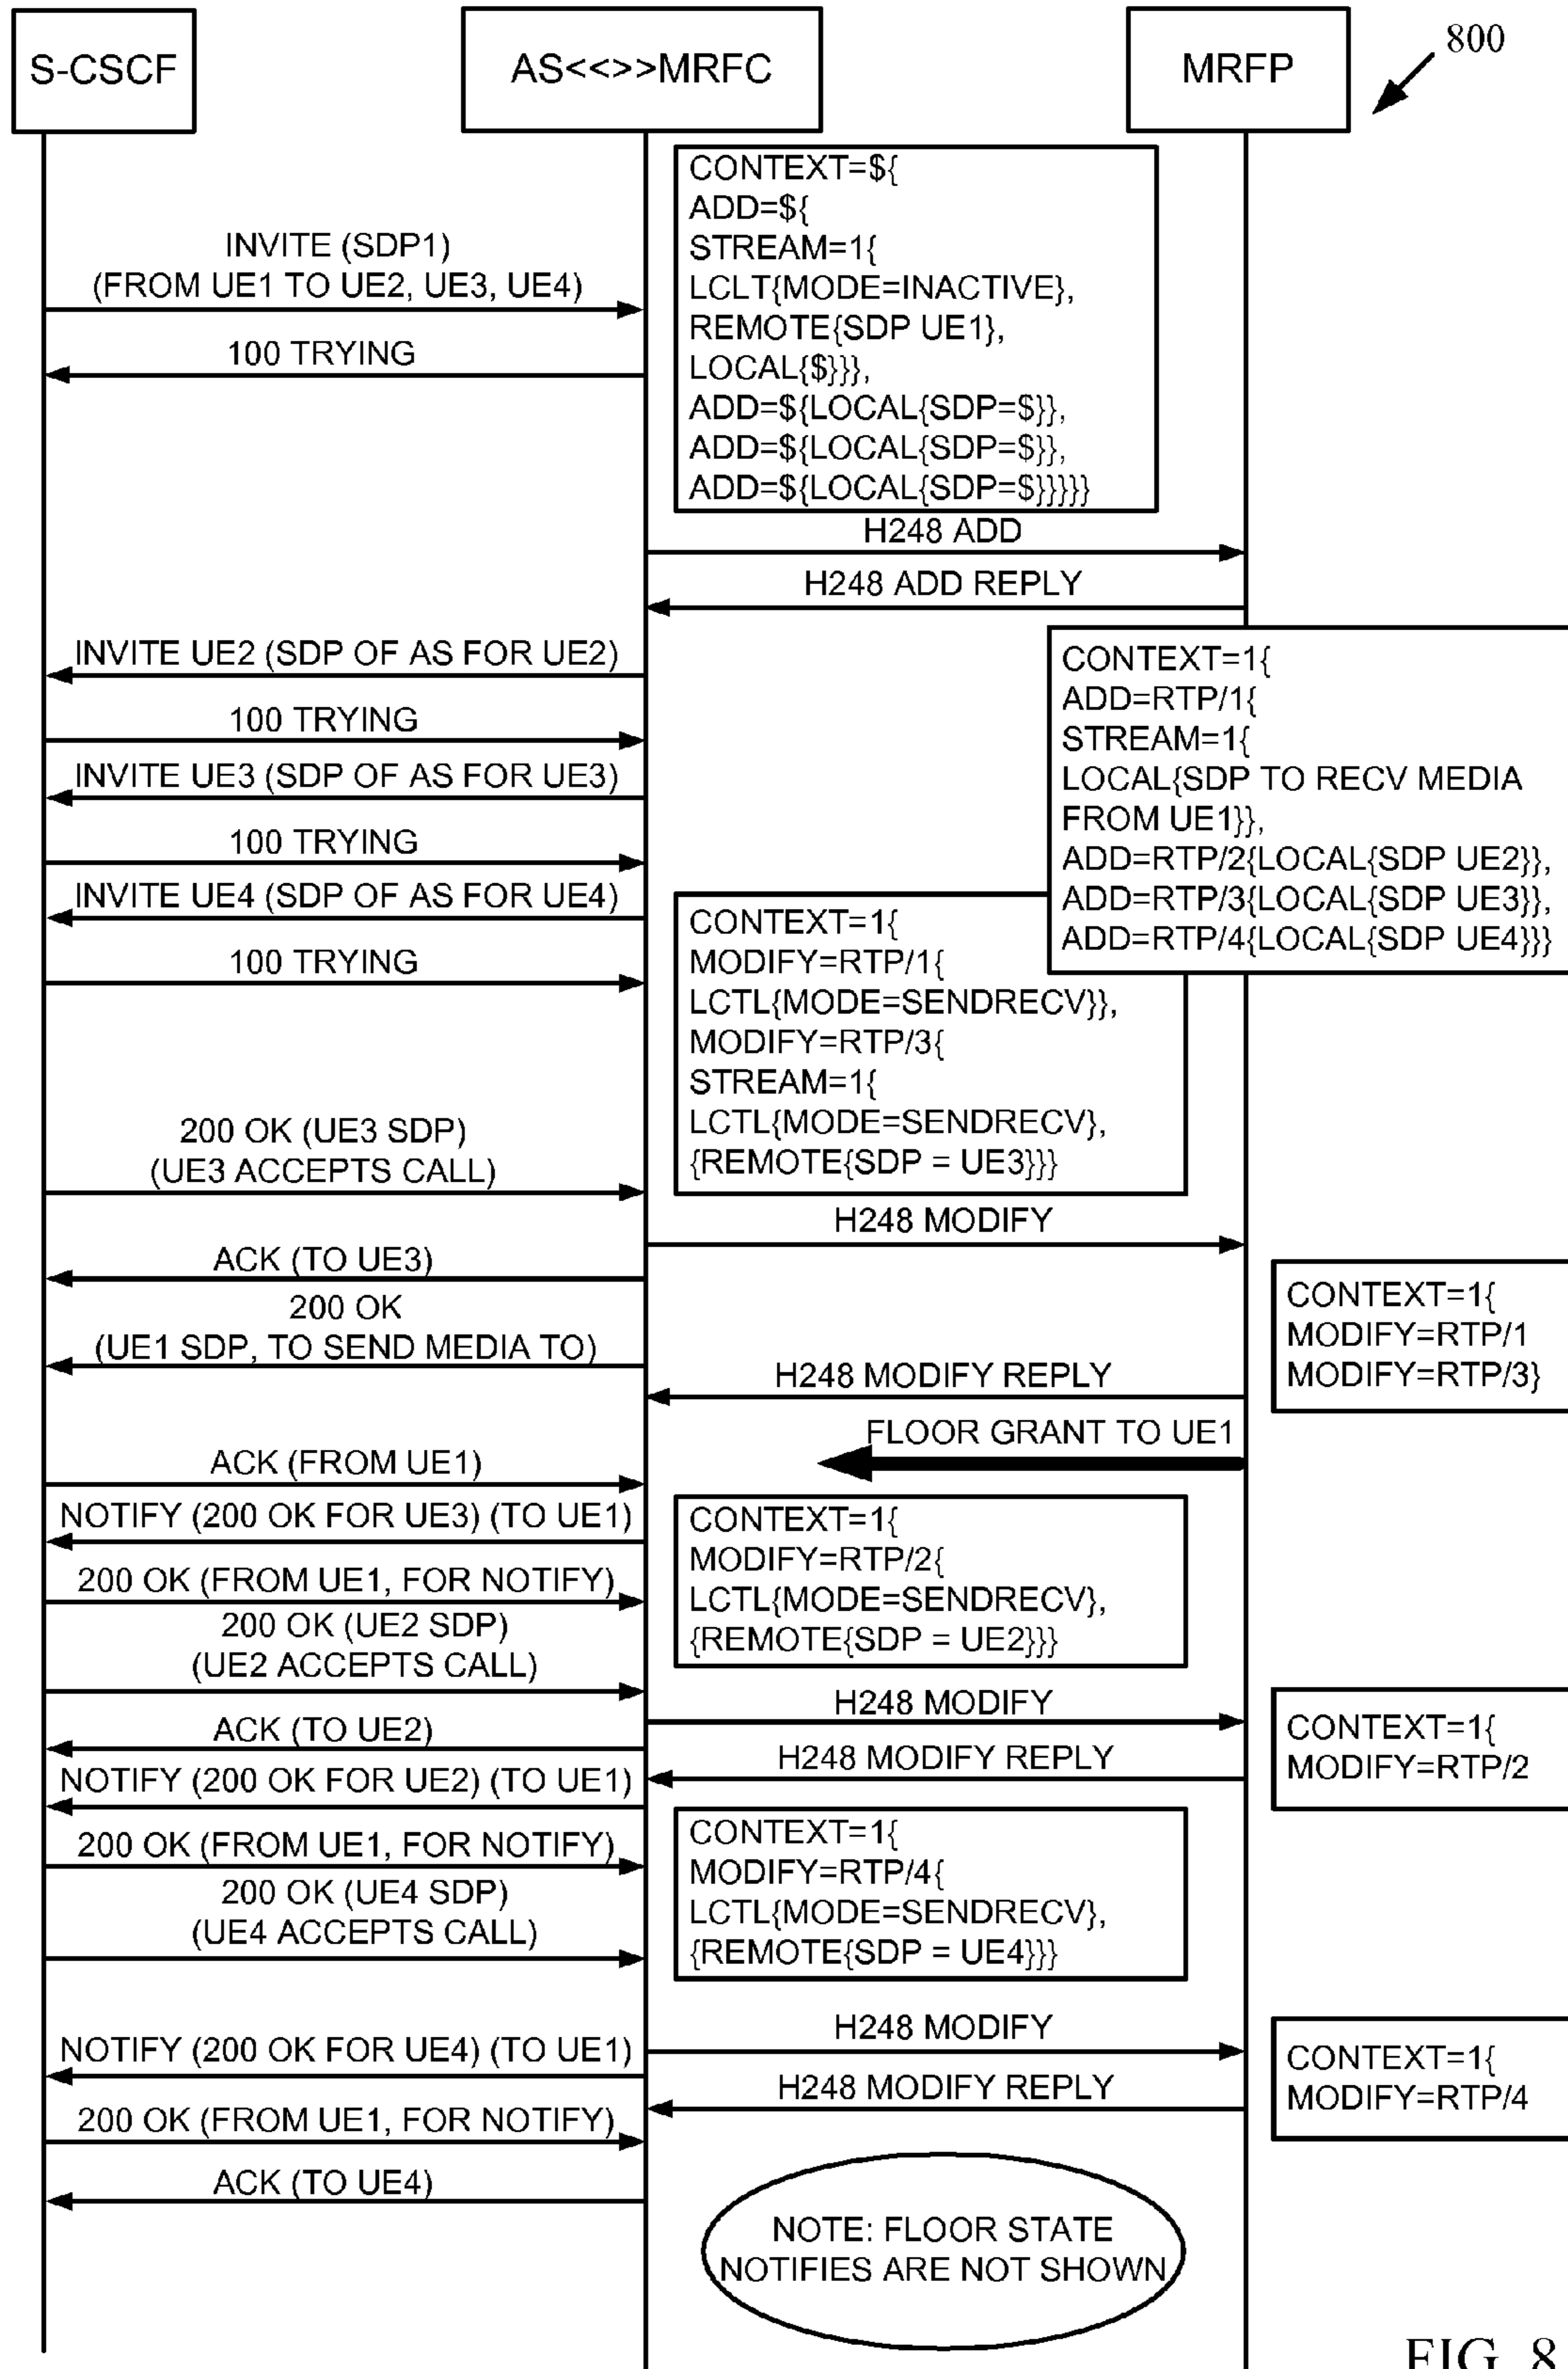 S-CSCF
AS<<>>MRFC
MRFP
800
CONTEXT=${
ADD=${
STREAM=1{
LCLT{MODE=INACTIVE},
REMOTE{SDP UE1},
LOCAL{$}}},
ADD=${LOCAL{SDP=$}},
ADD=${LOCAL{SDP=$}},
ADD=${LOCAL{SDP=$}}}}}
INVITE (SDP1)
(FROM UE1 TO UE2, UE3, UE4)
100 TRYING
H248 ADD
H248 ADD REPLY
INVITE UE2 (SDP OF AS FOR UE2)
100 TRYING
INVITE UE3 (SDP OF AS FOR UE3)
100 TRYING
INVITE UE4 (SDP OF AS FOR UE4)
100 TRYING
CONTEXT=1{
ADD=RTP/1{
STREAM=1{
LOCAL{SDP TO RECV MEDIA
FROM UE1}},
ADD=RTP/2{LOCAL{SDP UE2}},
ADD=RTP/3{LOCAL{SDP UE3}},
ADD=RTP/4{LOCAL{SDP UE4}}}
CONTEXT=1{
MODIFY=RTP/1{
LCTL{MODE=SENDRECV}},
MODIFY=RTP/3{
STREAM=1{
LCTL{MODE=SENDRECV},
{REMOTE{SDP = UE3}}}
200 OK (UE3 SDP)
(UE3 ACCEPTS CALL)
H248 MODIFY
ACK (TO UE3)
200 OK
(UE1 SDP, TO SEND MEDIA TO)
CONTEXT=1{
MODIFY=RTP/1
MODIFY=RTP/3}
H248 MODIFY REPLY
FLOOR GRANT TO UE1
ACK (FROM UE1)
NOTIFY (200 OK FOR UE3) (TO UE1)
200 OK (FROM UE1, FOR NOTIFY)
CONTEXT=1{
MODIFY=RTP/2{
LCTL{MODE=SENDRECV},
{REMOTE{SDP = UE2}}}
200 OK (UE2 SDP)
(UE2 ACCEPTS CALL)
H248 MODIFY
ACK (TO UE2)
H248 MODIFY REPLY
CONTEXT=1{
MODIFY=RTP/2
NOTIFY (200 OK FOR UE2) (TO UE1)
200 OK (FROM UE1, FOR NOTIFY)
CONTEXT=1{
MODIFY=RTP/4{
LCTL{MODE=SENDRECV},
{REMOTE{SDP = UE4}}}
200 OK (UE4 SDP)
(UE4 ACCEPTS CALL)
H248 MODIFY
NOTIFY (200 OK FOR UE4) (TO UE1)
H248 MODIFY REPLY
CONTEXT=1{
MODIFY=RTP/4
200 OK (FROM UE1, FOR NOTIFY)
ACK (TO UE4)
NOTE: FLOOR STATE
NOTIFIES ARE NOT SHOWN
FIG. 8